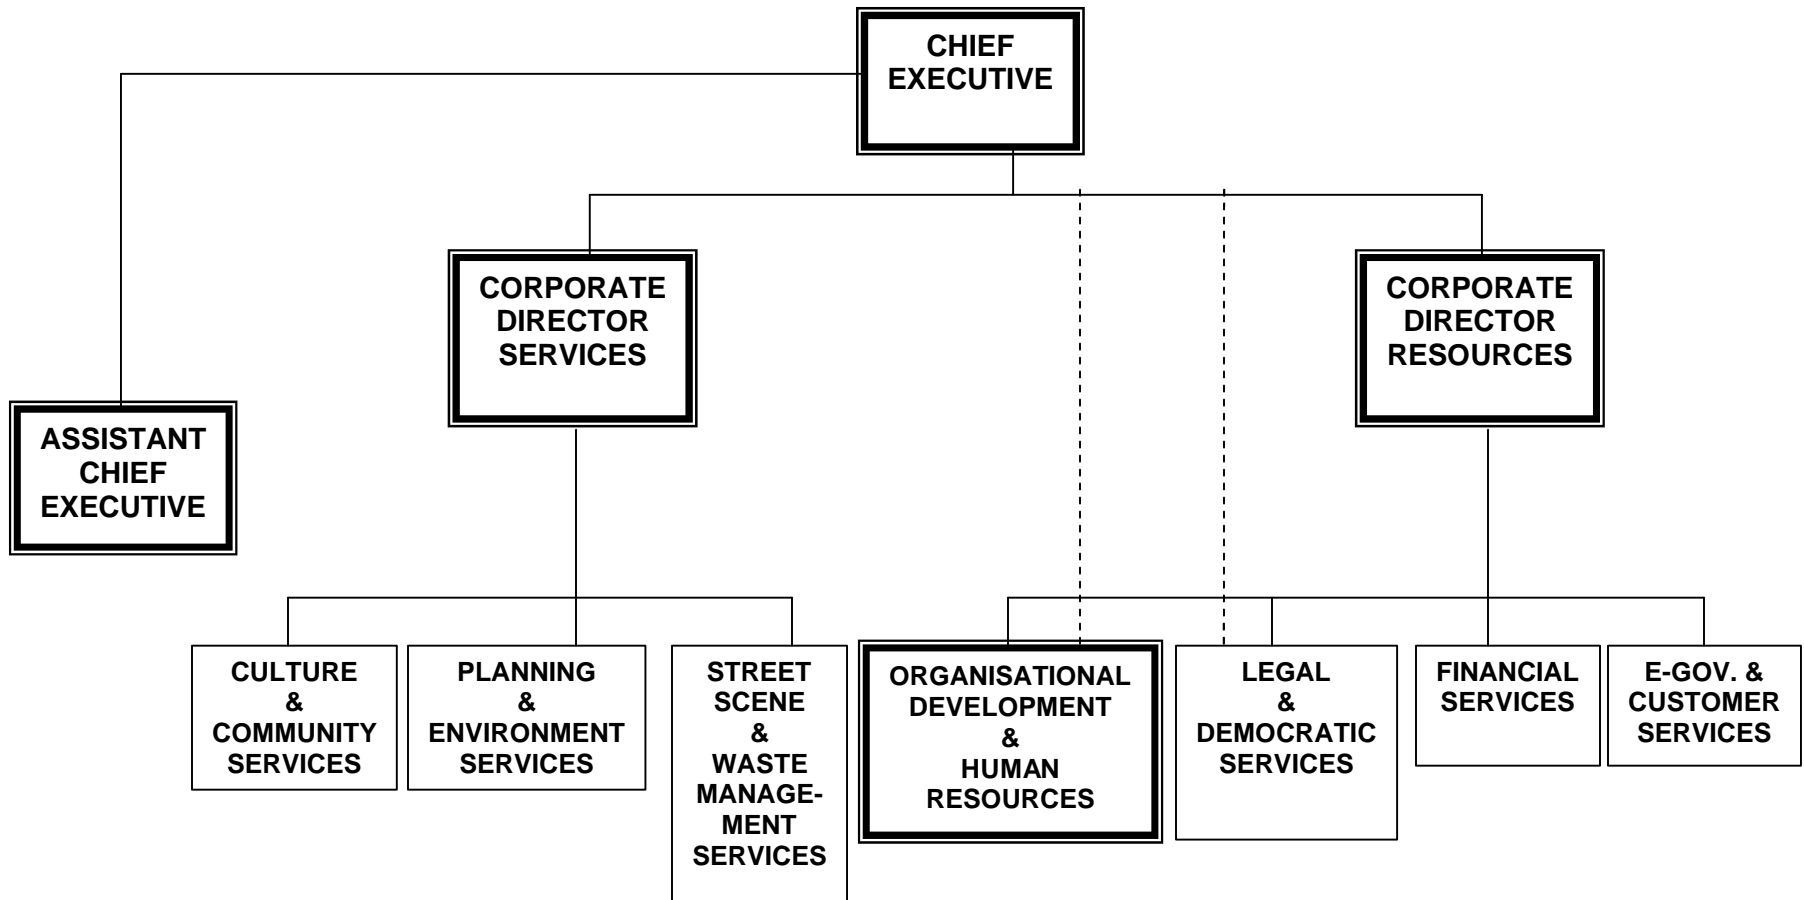 CHIEF
EXECUTIVE
CORPORATE
DIRECTOR
SERVICES
CORPORATE
DIRECTOR
RESOURCES
ASSISTANT
CHIEF
EXECUTIVE
CULTURE
&
COMMUNITY
SERVICES
PLANNING
&
ENVIRONMENT
SERVICES
STREET
SCENE
&
WASTE
MANAGE-
MENT
SERVICES
ORGANISATIONAL
DEVELOPMENT
&
HUMAN
RESOURCES
LEGAL
&
DEMOCRATIC
SERVICES
FINANCIAL
SERVICES
E-GOV. &
CUSTOMER
SERVICES